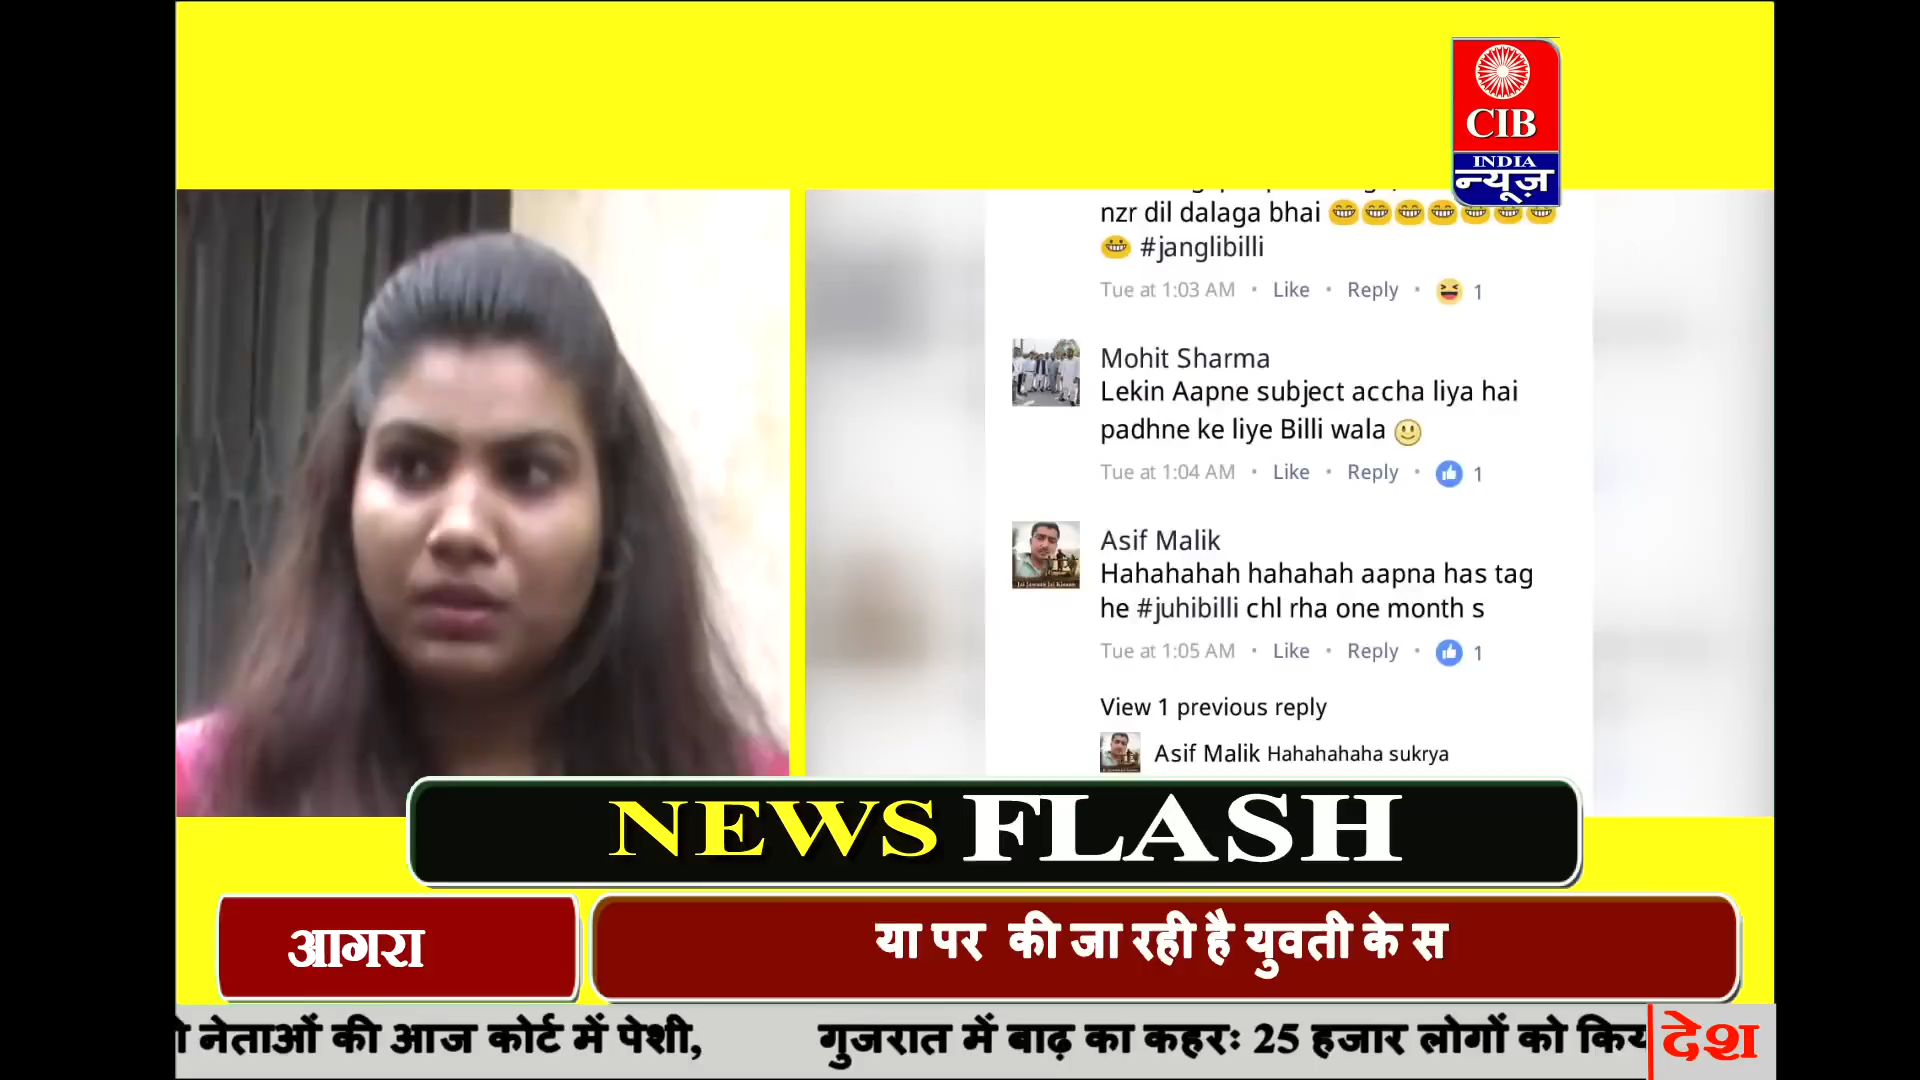 CIB
INDIA
न्यूज़
nzr dil dalaga bhai 😁😁😁😁😁😁😁
😁 #janglibilli
Tue at 1:03 AM • Like • Reply • 😆 1
Mohit Sharma
Lekin Aapne subject accha liya hai
padhne ke liye Billi wala 🙂
Tue at 1:04 AM • Like • Reply • 👍 1
Asif Malik
Hahahahah hahahah aapna has tag
he #juhibilli chl rha one month s
Tue at 1:05 AM • Like • Reply • 👍 1
View 1 previous reply
Asif Malik Hahahahaha sukrya
NEWS FLASH
आगरा
या पर की जा रही है युवती के स
नेताओं की आज कोर्ट में पेशी, गुजरात में बाढ़ का कहरः 25 हजार लोगों को किय
देश